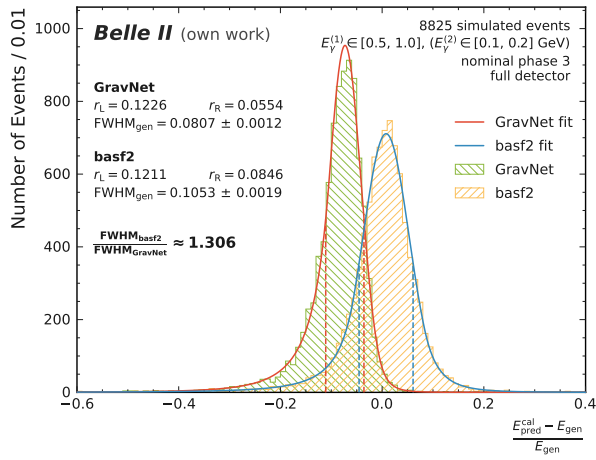 Belle II (own work)
8825 simulated events
E_γ^(1) ∈ [0.5, 1.0], (E_γ^(2) ∈ [0.1, 0.2] GeV)
nominal phase 3
full detector
GravNet
r_L = 0.1226 r_R = 0.0554
FWHM_gen = 0.0807 ± 0.0012
basf2
r_L = 0.1211 r_R = 0.0846
FWHM_gen = 0.1053 ± 0.0019
FWHM_basf2 / FWHM_GravNet ≈ 1.306
GravNet fit
basf2 fit
GravNet
basf2
Number of Events / 0.01
1000
800
600
400
200
0
−0.6 −0.4 −0.2 0.0 0.2 0.4
E_pred^cal − E_gen
E_gen